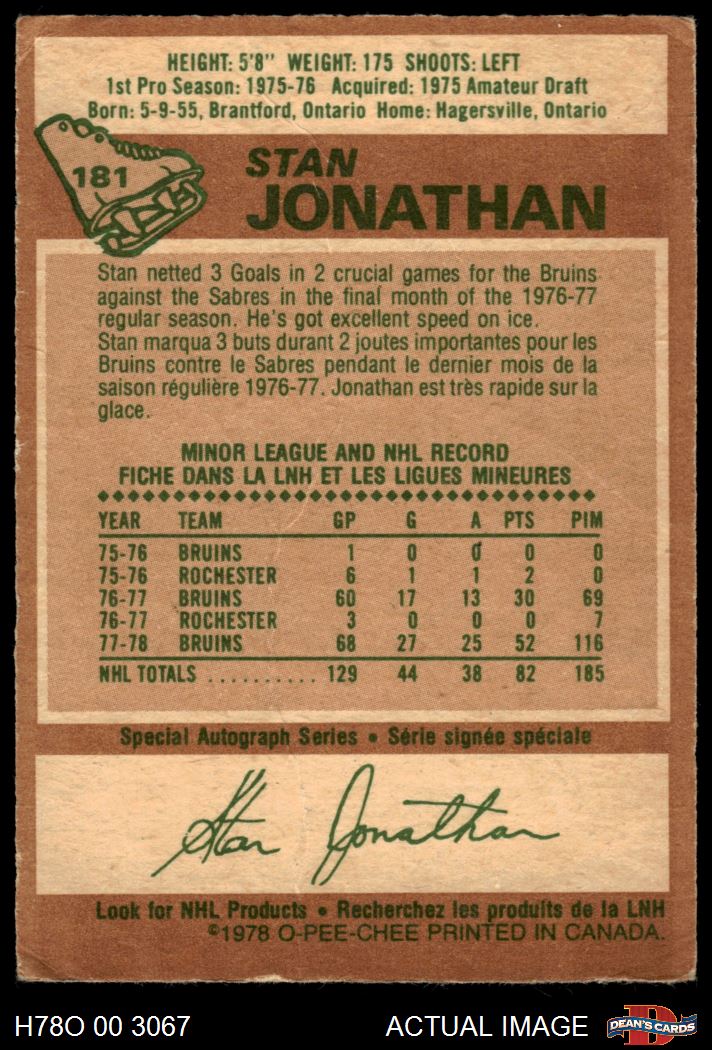 HEIGHT: 5'8" WEIGHT: 175 SHOOTS: LEFT
1st Pro Season: 1975-76 Acquired: 1975 Amateur Draft
Born: 5-9-55, Brantford, Ontario Home: Hagersville, Ontario
181
STAN
JONATHAN
Stan netted 3 Goals in 2 crucial games for the Bruins
against the Sabres in the final month of the 1976-77
regular season. He's got excellent speed on ice.
Stan marqua 3 buts durant 2 joutes importantes pour les
Bruins contre le Sabres pendant le dernier mois de la
saison régulière 1976-77. Jonathan est très rapide sur la
glace.
MINOR LEAGUE AND NHL RECORD
FICHE DANS LA LNH ET LES LIGUES MINEURES
YEAR TEAM GP G A PTS PIM
75-76 BRUINS 1 0 0 0 0
75-76 ROCHESTER 6 1 1 2 0
76-77 BRUINS 60 17 13 30 69
76-77 ROCHESTER 3 0 0 0 7
77-78 BRUINS 68 27 25 52 116
NHL TOTALS .......... 129 44 38 82 185
Special Autograph Series • Série signée spéciale
Stan Jonathan
Look for NHL Products • Recherchez les produits de la LNH
©1978 O-PEE-CHEE PRINTED IN CANADA.
H78O 00 3067 ACTUAL IMAGE
D
DEAN'S CARDS